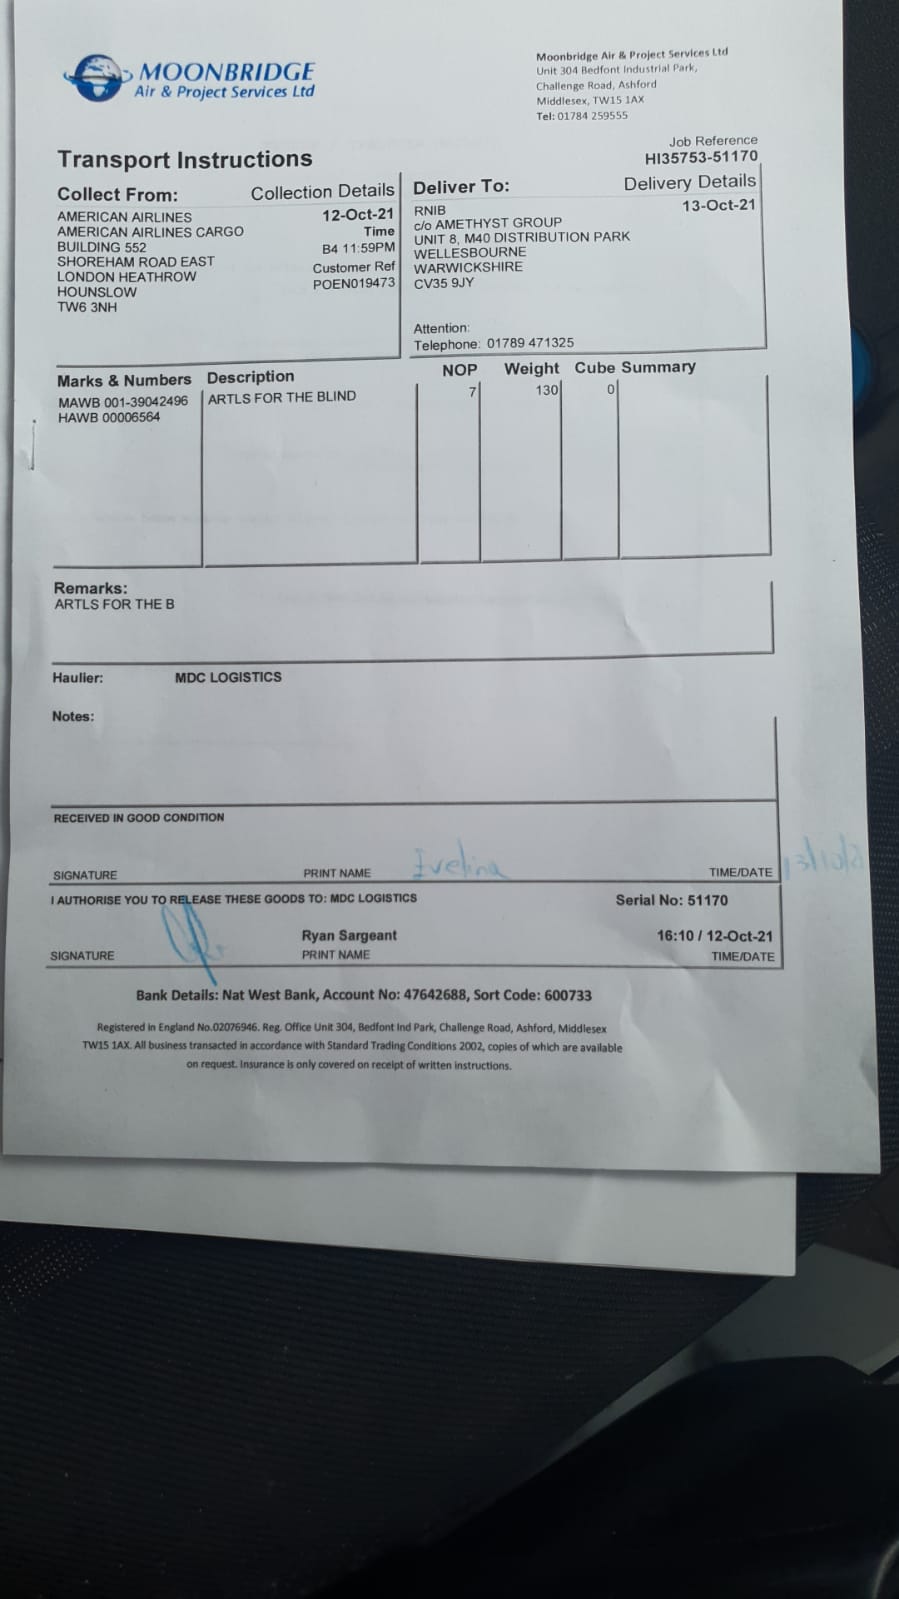 MOONBRIDGE
Air & Project Services Ltd
Moonbridge Air & Project Services Ltd
Unit 304 Bedfont Industrial Park,
Challenge Road, Ashford
Middlesex, TW15 1AX
Tel: 01784 259555
Transport Instructions
Job Reference
HI35753-51170
Collect From: Collection Details
AMERICAN AIRLINES 12-Oct-21
AMERICAN AIRLINES CARGO Time
BUILDING 552 B4 11:59PM
SHOREHAM ROAD EAST Customer Ref
LONDON HEATHROW POEN019473
HOUNSLOW
TW6 3NH
Deliver To: Delivery Details
RNIB 13-Oct-21
c/o AMETHYST GROUP
UNIT 8, M40 DISTRIBUTION PARK
WELLESBOURNE
WARWICKSHIRE
CV35 9JY
Attention:
Telephone: 01789 471325
Marks & Numbers Description NOP Weight Cube Summary
MAWB 001-39042496 ARTLS FOR THE BLIND 7 130 0
HAWB 00006564
Remarks:
ARTLS FOR THE B
Haulier: MDC LOGISTICS
Notes:
RECEIVED IN GOOD CONDITION
SIGNATURE PRINT NAME Evelina TIME/DATE
I AUTHORISE YOU TO RELEASE THESE GOODS TO: MDC LOGISTICS Serial No: 51170
Ryan Sargeant 16:10 / 12-Oct-21
SIGNATURE PRINT NAME TIME/DATE
Bank Details: Nat West Bank, Account No: 47642688, Sort Code: 600733
Registered in England No.02076946. Reg. Office Unit 304, Bedfont Ind Park, Challenge Road, Ashford, Middlesex
TW15 1AX. All business transacted in accordance with Standard Trading Conditions 2002, copies of which are available
on request. Insurance is only covered on receipt of written instructions.